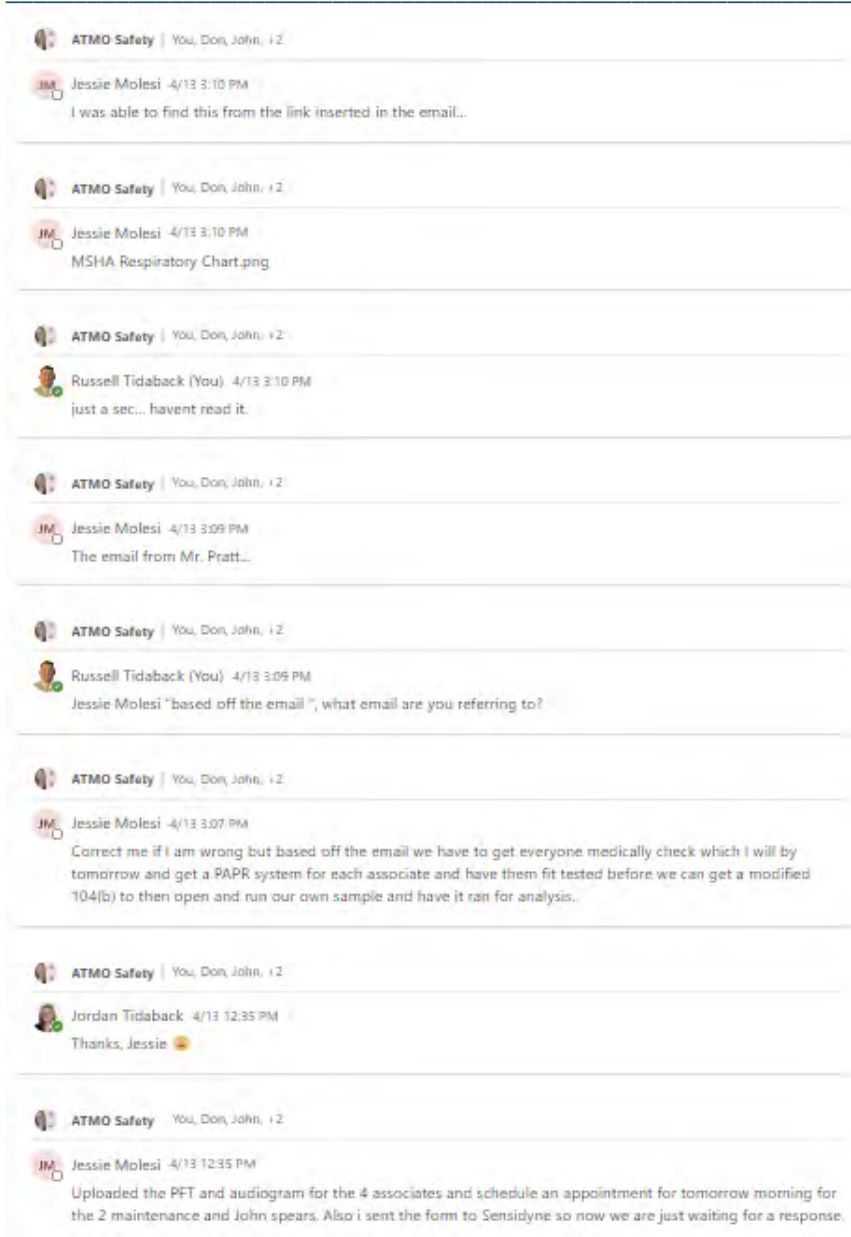 ATMO Safety | You, Don, John, +2
JM Jessie Molesi 4/13 3:10 PM
I was able to find this from the link inserted in the email...
ATMO Safety | You, Don, John, +2
JM Jessie Molesi 4/13 3:10 PM
MSHA Respiratory Chart.png
ATMO Safety | You, Don, John, +2
Russell Tidaback (You) 4/13 3:10 PM
just a sec... havent read it.
ATMO Safety | You, Don, John, +2
JM Jessie Molesi 4/13 3:09 PM
The email from Mr. Pratt...
ATMO Safety | You, Don, John, +2
Russell Tidaback (You) 4/13 3:09 PM
Jessie Molesi "based off the email ", what email are you referring to?
ATMO Safety | You, Don, John, +2
JM Jessie Molesi 4/13 3:07 PM
Correct me if I am wrong but based off the email we have to get everyone medically check which I will by
tomorrow and get a PAPR system for each associate and have them fit tested before we can get a modified
104(b) to then open and run our own sample and have it ran for analysis.
ATMO Safety | You, Don, John, +2
Jordan Tidaback 4/13 12:35 PM
Thanks, Jessie
ATMO Safety You, Don, John, +2
JM Jessie Molesi 4/13 12:35 PM
Uploaded the PFT and audiogram for the 4 associates and schedule an appointment for tomorrow morning for
the 2 maintenance and John spears. Also i sent the form to Sensidyne so now we are just waiting for a response.